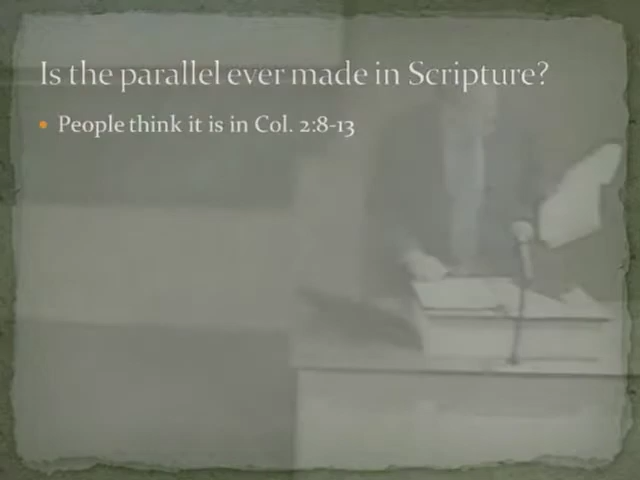 Is the parallel ever made in Scripture?
• People think it is in Col. 2:8-13